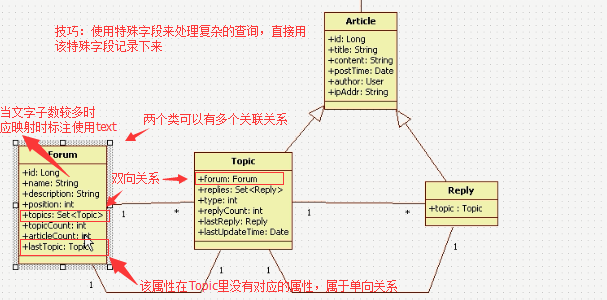 技巧：使用特殊字段来处理复杂的查询，直接用
该特殊字段记录下来
Article
+id: Long
+title: String
+content: String
+postTime: Date
+author: User
+ipAddr: String
当文字子数较多时
应映射时标注使用text
两个类可以有多个关联关系
Forum
+id: Long
+name: String
+description: String
+position: int
+topics: Set<Topic>
+topicCount: int
+articleCount: int
+lastTopic: Topic
双向关系
Topic
+forum: Forum
+replies: Set<Reply>
+type: int
+replyCount: int
+lastReply: Reply
+lastUpdateTime: Date
Reply
+topic : Topic
1
*
1
*
1
1
1
1
该属性在Topic里没有对应的属性，属于单向关系